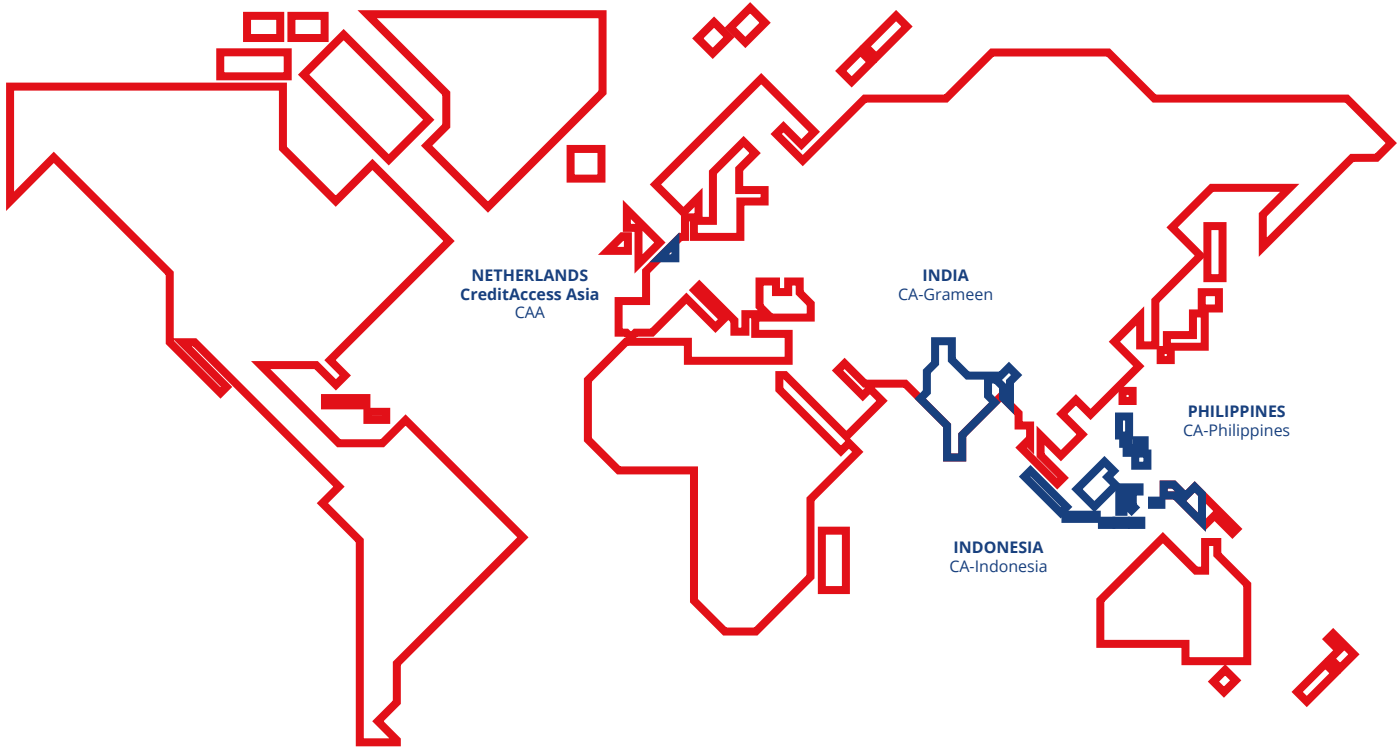 NETHERLANDS
CreditAccess Asia
CAA
INDIA
CA-Grameen
PHILIPPINES
CA-Philippines
INDONESIA
CA-Indonesia